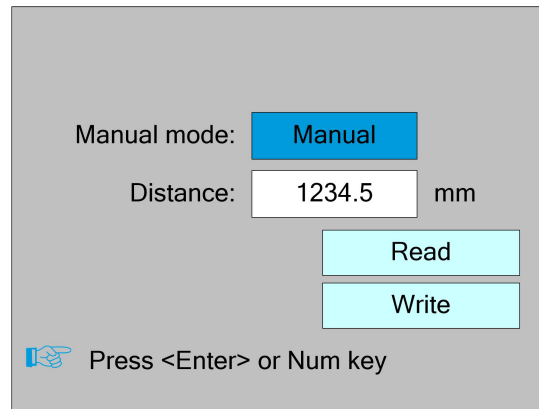 Manual mode: Manual
Distance: 1234.5 mm
Read
Write
Press <Enter> or Num key